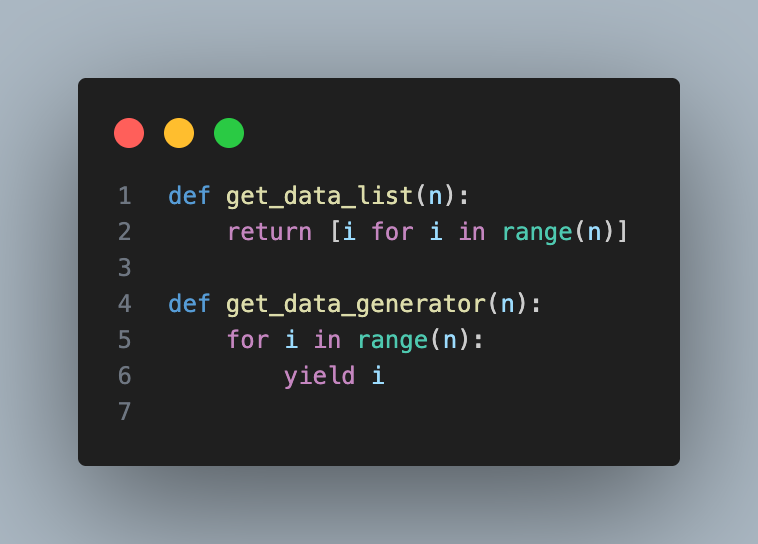 1 def get_data_list(n):
2     return [i for i in range(n)]
3
4 def get_data_generator(n):
5     for i in range(n):
6         yield i
7